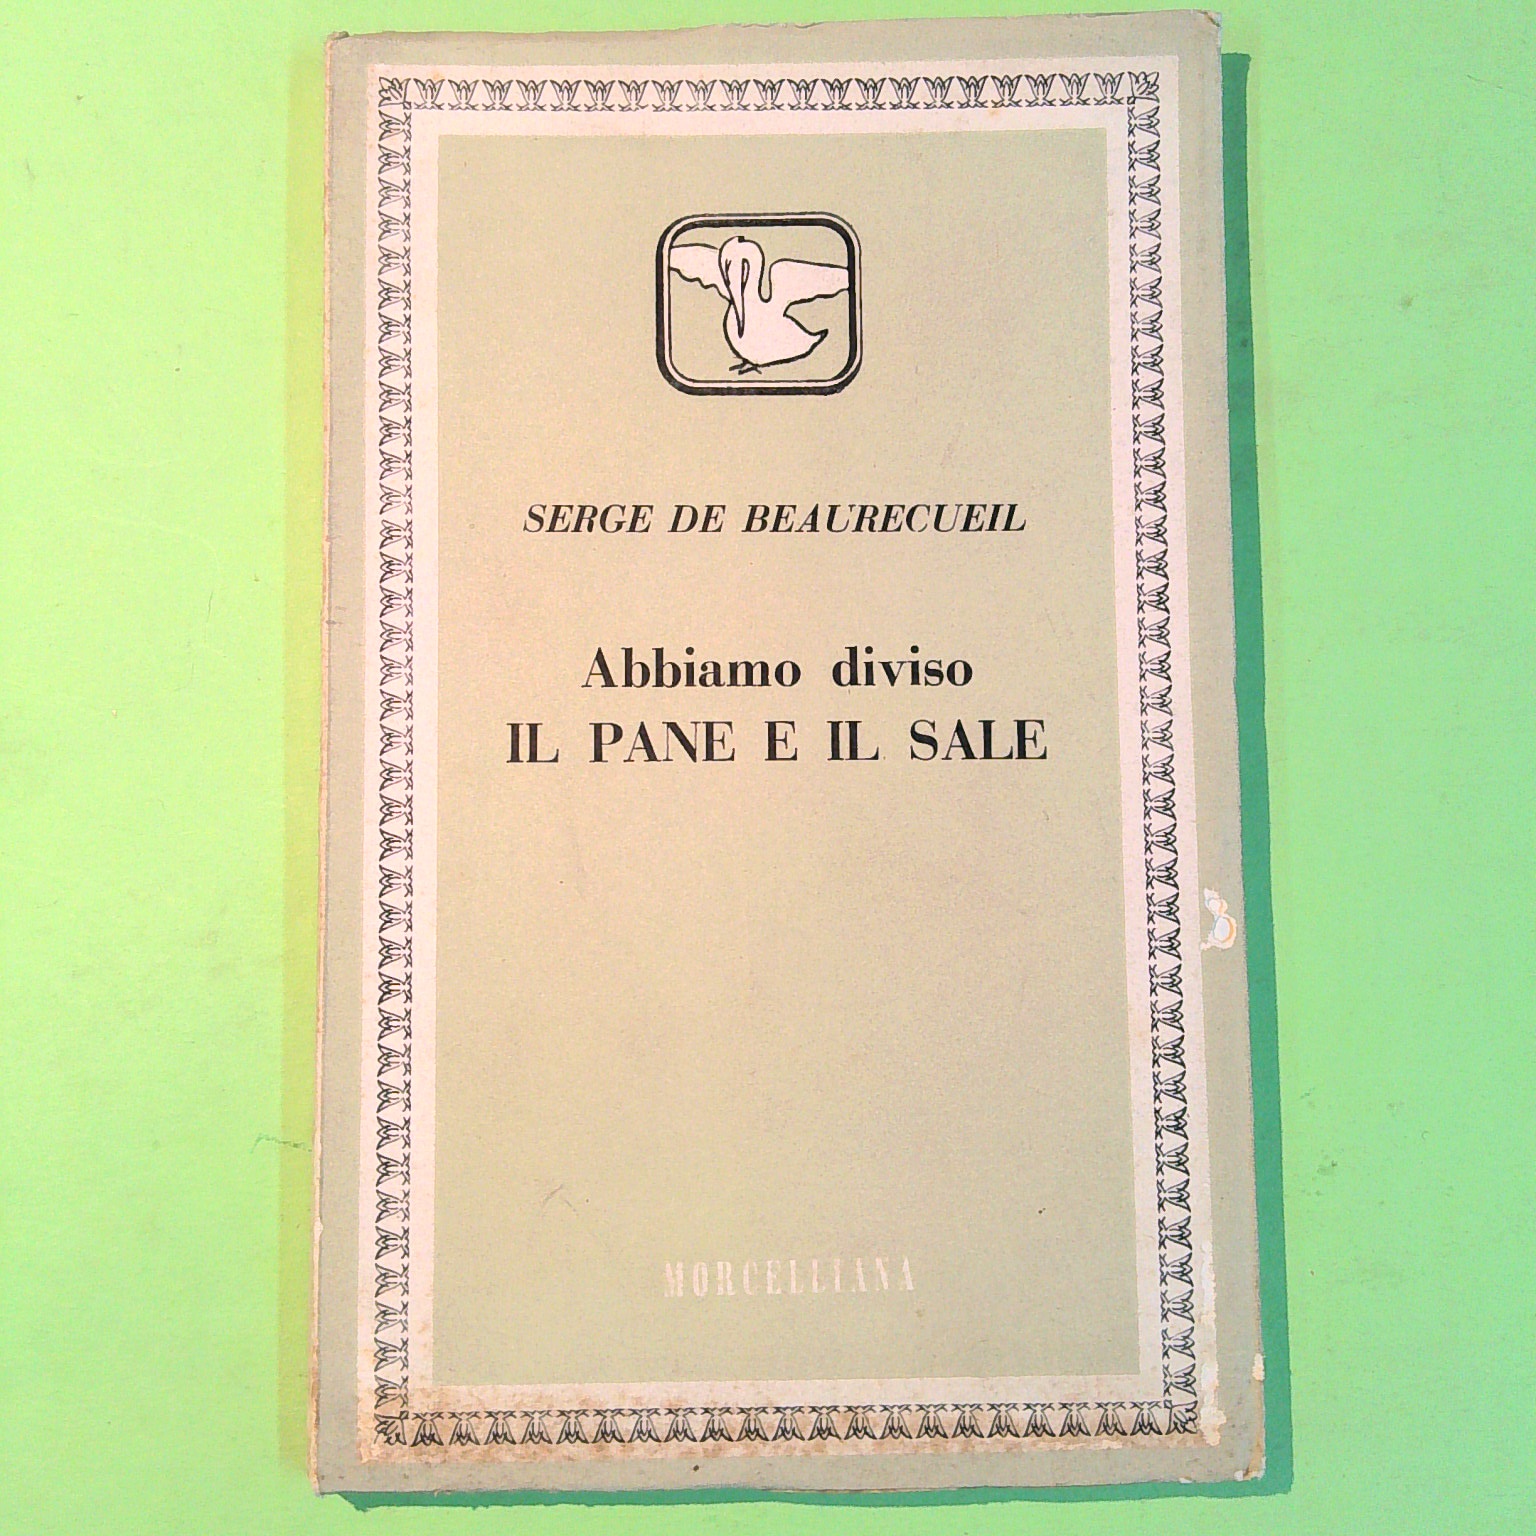 SERGE DE BEAURECUEIL
Abbiamo diviso
IL PANE E IL SALE
MORCELLIANA